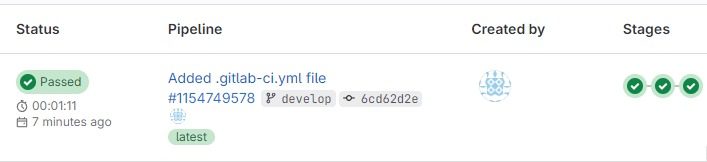 Status Pipeline Created by Stages
Passed
00:01:11
7 minutes ago
Added .gitlab-ci.yml file
#1154749578 develop 6cd62d2e
latest